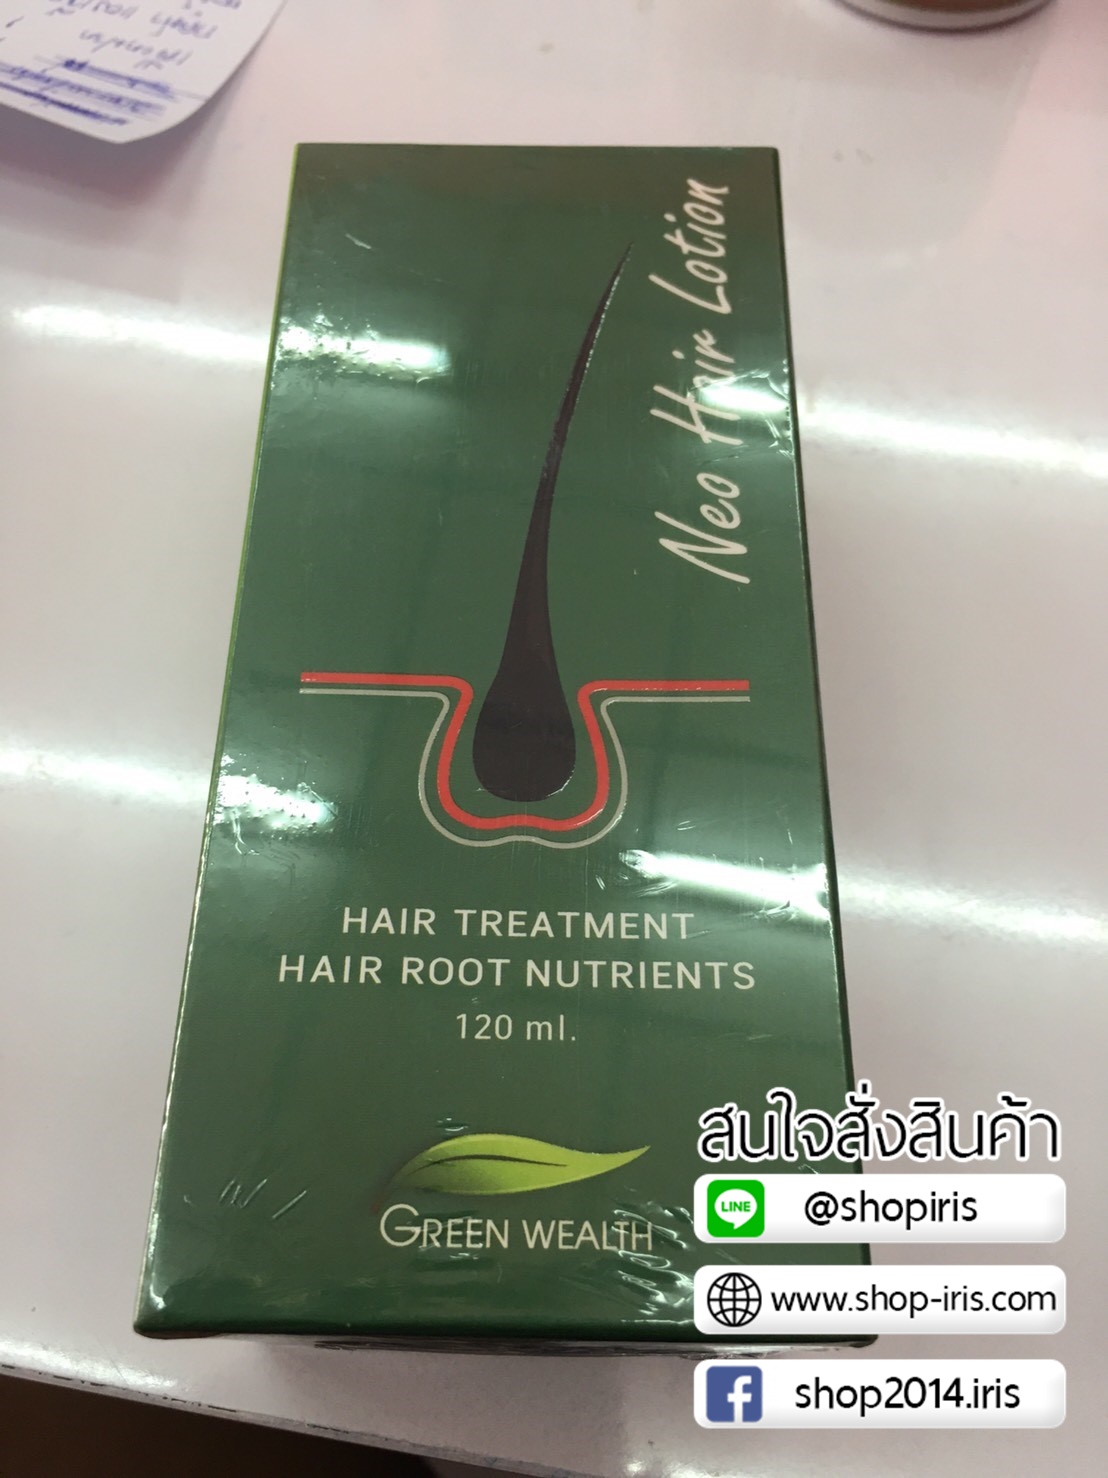 Neo Hair Lotion
HAIR TREATMENT
HAIR ROOT NUTRIENTS
120 ml.
GREEN WEALTH
สนใจสั่งสินค้า
LINE @shopiris
www.shop-iris.com
f shop2014.iris